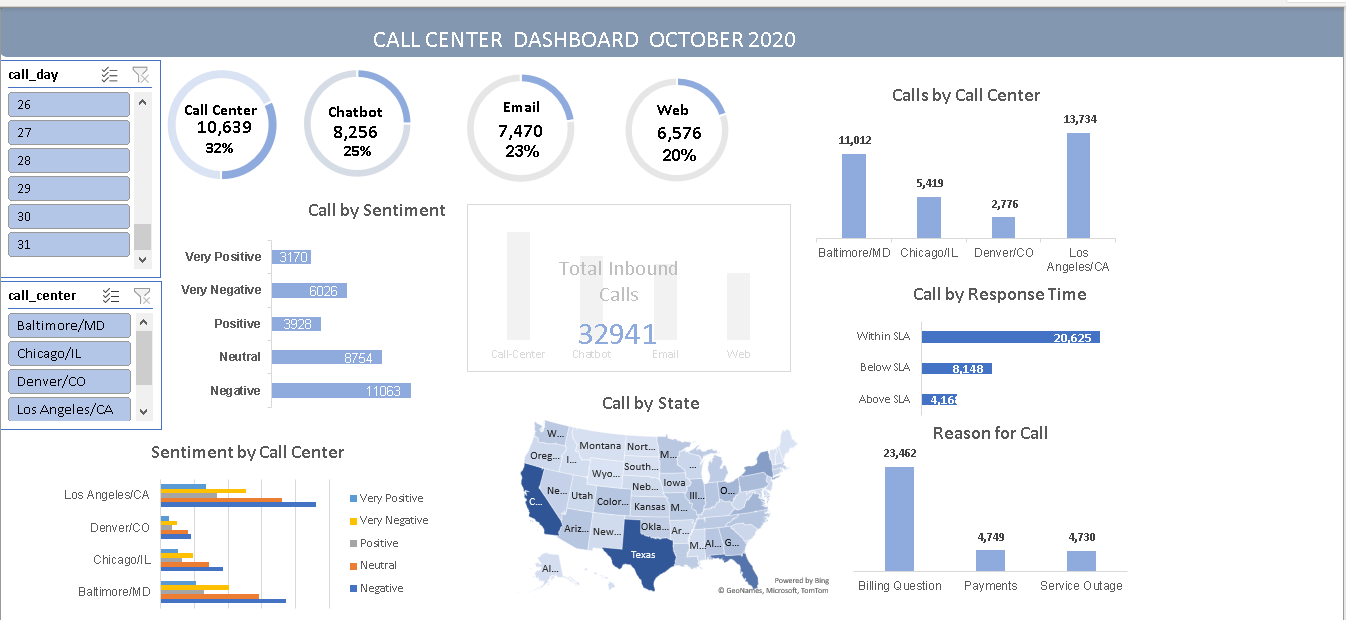 CALL CENTER DASHBOARD OCTOBER 2020
call_day
26
27
28
29
30
31
call_center
Baltimore/MD
Chicago/IL
Denver/CO
Los Angeles/CA
Call Center
10,639
32%
Chatbot
8,256
25%
Email
7,470
23%
Web
6,576
20%
Call by Sentiment
Very Positive 3170
Very Negative 6026
Positive 3928
Neutral 8754
Negative 11063
Total Inbound
Calls
32941
Call-Center Chatbot Email Web
Calls by Call Center
11,012
5,419
2,776
13,734
Baltimore/MD Chicago/IL Denver/CO Los
Angeles/CA
Call by Response Time
Within SLA 20,625
Below SLA 8,148
Above SLA 4,16
Reason for Call
23,462
4,749
4,730
Billing Question Payments Service Outage
Sentiment by Call Center
Los Angeles/CA
Denver/CO
Chicago/IL
Baltimore/MD
Very Positive
Very Negative
Positive
Neutral
Negative
Call by State
W...
Montana
Nort...
M...
Oreg...
I...
Wyo...
South...
...
Ne...
Utah
Color...
Neb...
Iowa
Ill...
O...
C...
Kansas
M...
Ariz...
New...
Okla...
Ar...
M...
Al...
G...
Texas
Al...
Powered by Bing
© GeoNames, Microsoft, TomTom